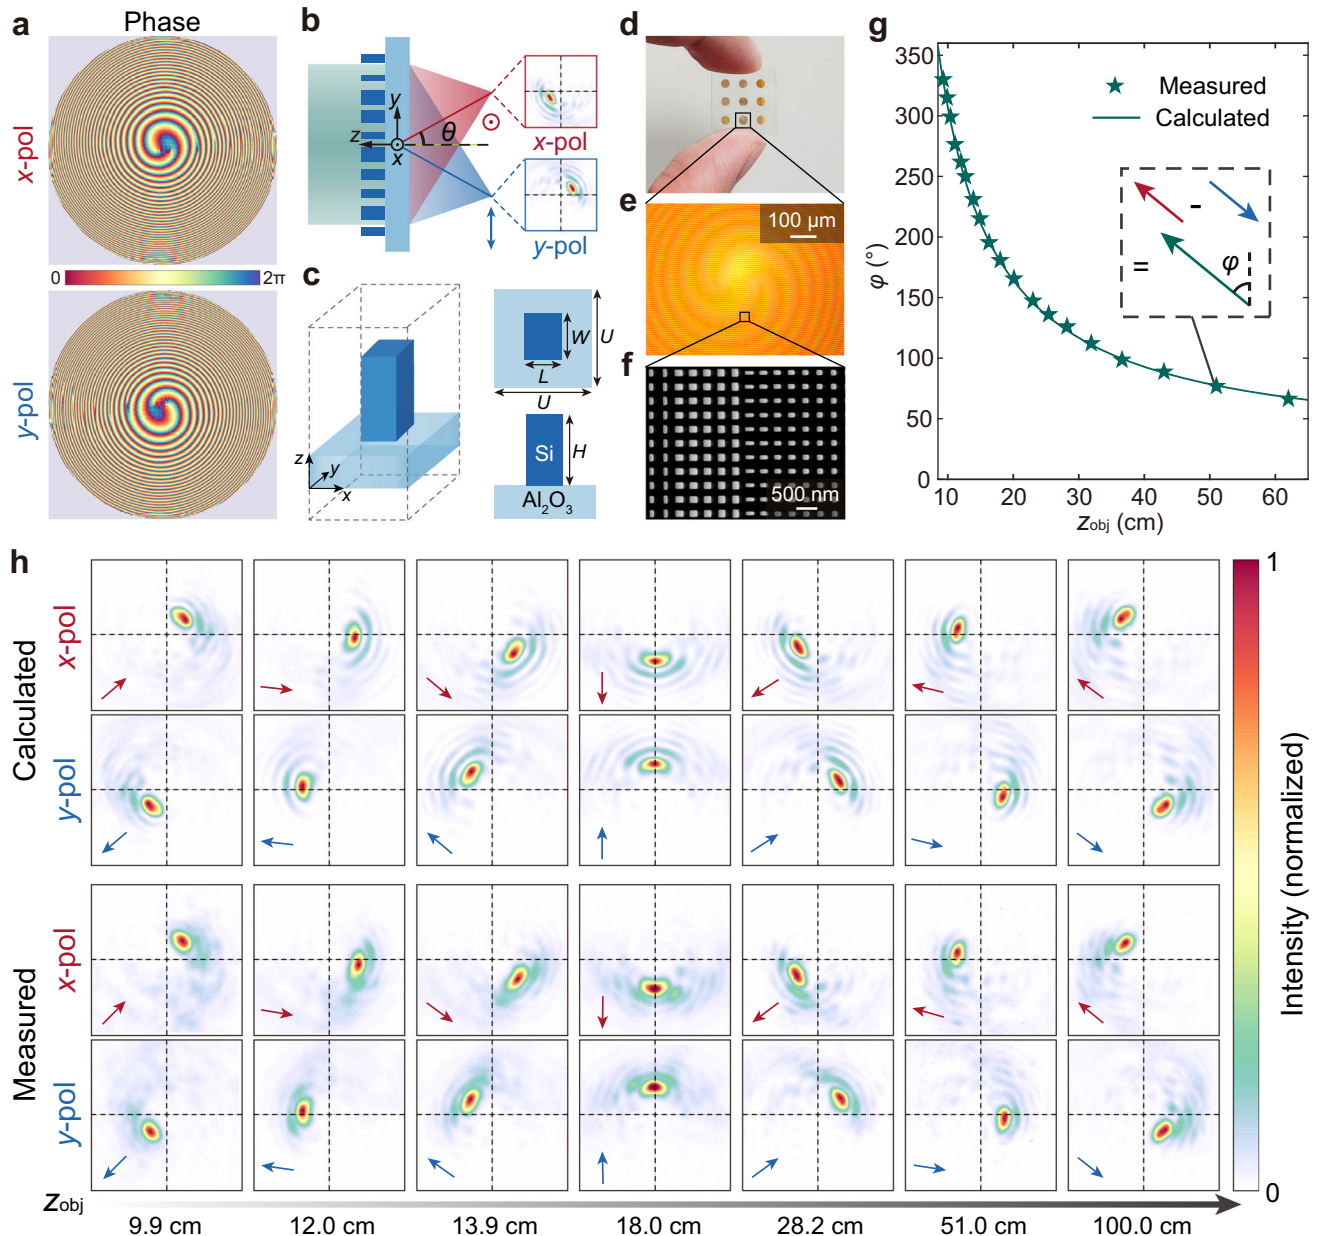 a
Phase
x-pol
0
2π
y-pol
b
y
z
x
θ
x-pol
y-pol
c
z
y
x
W
U
L
U
Si
H
Al2O3
d
e
100 μm
f
500 nm
g
350
300
250
200
150
100
50
0
φ (°)
10 20 30 40 50 60
zobj (cm)
Measured
Calculated
-
=
φ
h
Calculated
x-pol
y-pol
Measured
x-pol
y-pol
1
Intensity (normalized)
0
zobj
9.9 cm 12.0 cm 13.9 cm 18.0 cm 28.2 cm 51.0 cm 100.0 cm